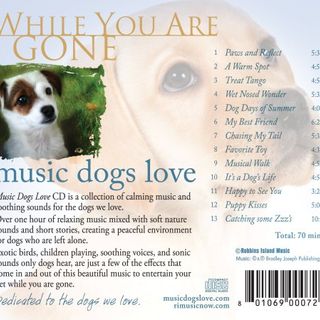 WHILE YOU ARE
GONE
music dogs love
Music Dogs Love CD is a collection of calming music and
soothing sounds for the dogs we love.
Over one hour of relaxing music mixed with soft nature
sounds and short stories, creating a peaceful environment
for dogs who are left alone.
Exotic birds, children playing, soothing voices, and sonic
sounds only dogs hear, are just a few of the effects that
come in and out of this beautiful music to entertain your
pet while you are gone.
Dedicated to the dogs we love.
1 Paws and Reflect
2 A Warm Spot
3 Treat Tango
4 Wet Nosed Wonder
5 Dog Days of Summer
6 My Best Friend
7 Chasing My Tail
8 Favorite Toy
9 Musical Walk
10 It's a Dog's Life
11 Happy to See You
12 Puppy Kisses
13 Catching some Zzz's
Total: 70 min
©Robbins Island Music
Music: Bradley Joseph Publishing
musicdogslove.com
rimusicnow.com
8 01069 00072